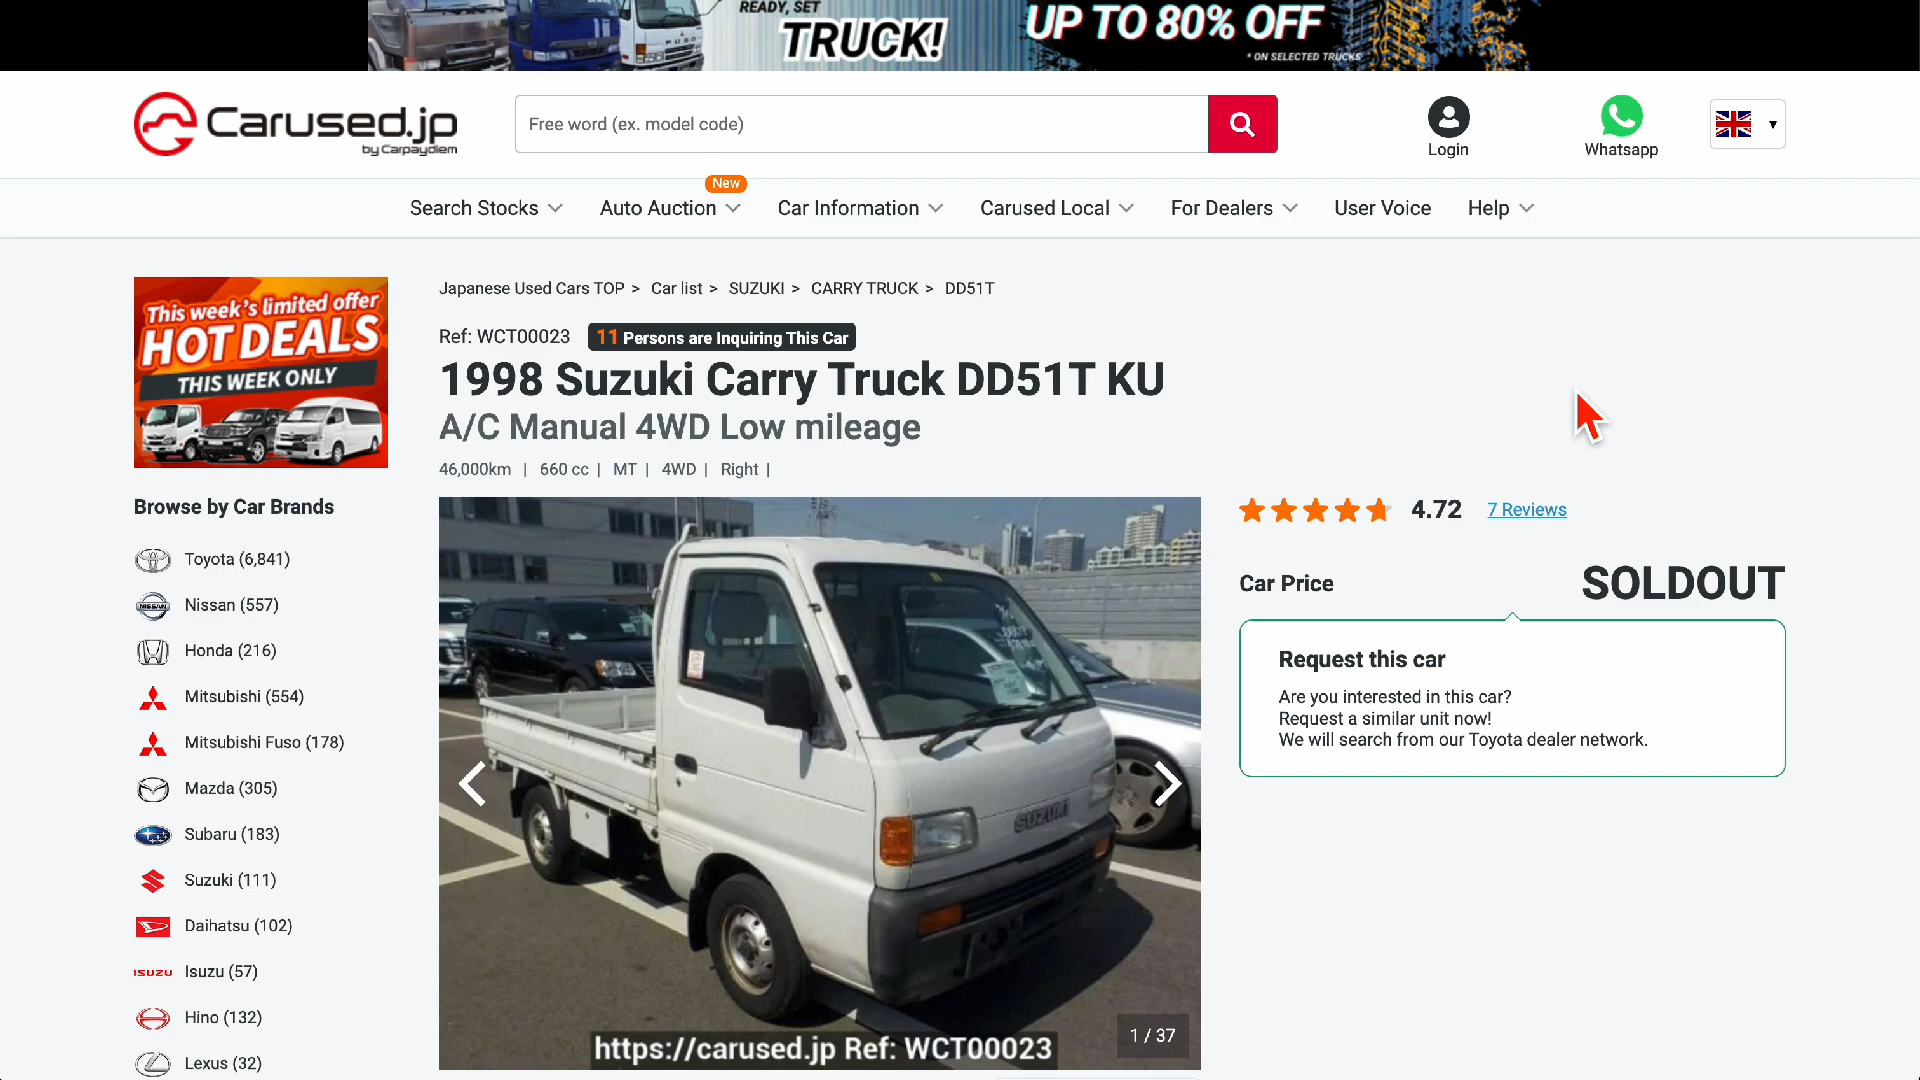 READY, SET
TRUCK!
UP TO 80% OFF
* ON SELECTED TRUCKS
Carused.jp
by Carpaydiem
Free word (ex. model code)
Login
Whatsapp
New
Search Stocks
Auto Auction
Car Information
Carused Local
For Dealers
User Voice
Help
This week's limited offer
HOT DEALS
THIS WEEK ONLY
Japanese Used Cars TOP > Car list > SUZUKI > CARRY TRUCK > DD51T
Ref: WCT00023
11 Persons are Inquiring This Car
1998 Suzuki Carry Truck DD51T KU
A/C Manual 4WD Low mileage
46,000km | 660 cc | MT | 4WD | Right |
Browse by Car Brands
Toyota (6,841)
NISSAN
Nissan (557)
Honda (216)
Mitsubishi (554)
Mitsubishi Fuso (178)
Mazda (305)
Subaru (183)
Suzuki (111)
Daihatsu (102)
ISUZU
Isuzu (57)
Hino (132)
Lexus (32)
SUZUKI
https://carused.jp Ref: WCT00023
1 / 37
4.72
7 Reviews
Car Price
SOLDOUT
Request this car
Are you interested in this car?
Request a similar unit now!
We will search from our Toyota dealer network.